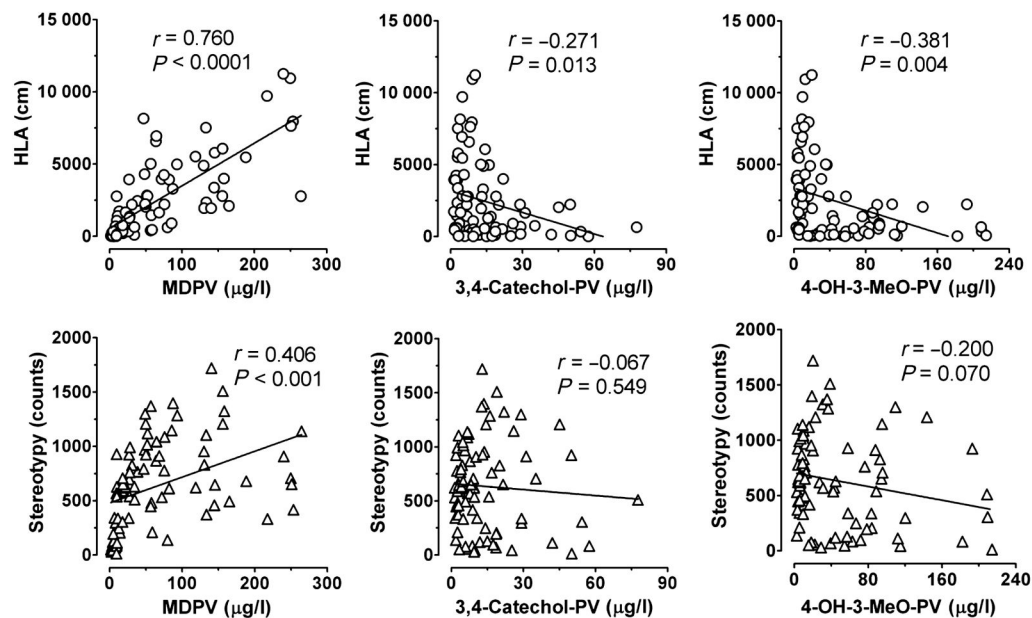 15 000
10 000
5000
0
HLA (cm)
r = 0.760
P < 0.0001
0 100 200 300
MDPV (μg/l)
15 000
10 000
5000
0
HLA (cm)
r = –0.271
P = 0.013
0 30 60 90
3,4-Catechol-PV (μg/l)
15 000
10 000
5000
0
HLA (cm)
r = –0.381
P = 0.004
0 60 120 180 240
4-OH-3-MeO-PV (μg/l)
2000
1500
1000
500
0
Stereotypy (counts)
r = 0.406
P < 0.001
0 100 200 300
MDPV (μg/l)
2000
1500
1000
500
0
Stereotypy (counts)
r = –0.067
P = 0.549
0 30 60 90
3,4-Catechol-PV (μg/l)
2000
1500
1000
500
0
Stereotypy (counts)
r = –0.200
P = 0.070
0 80 160 240
4-OH-3-MeO-PV (μg/l)